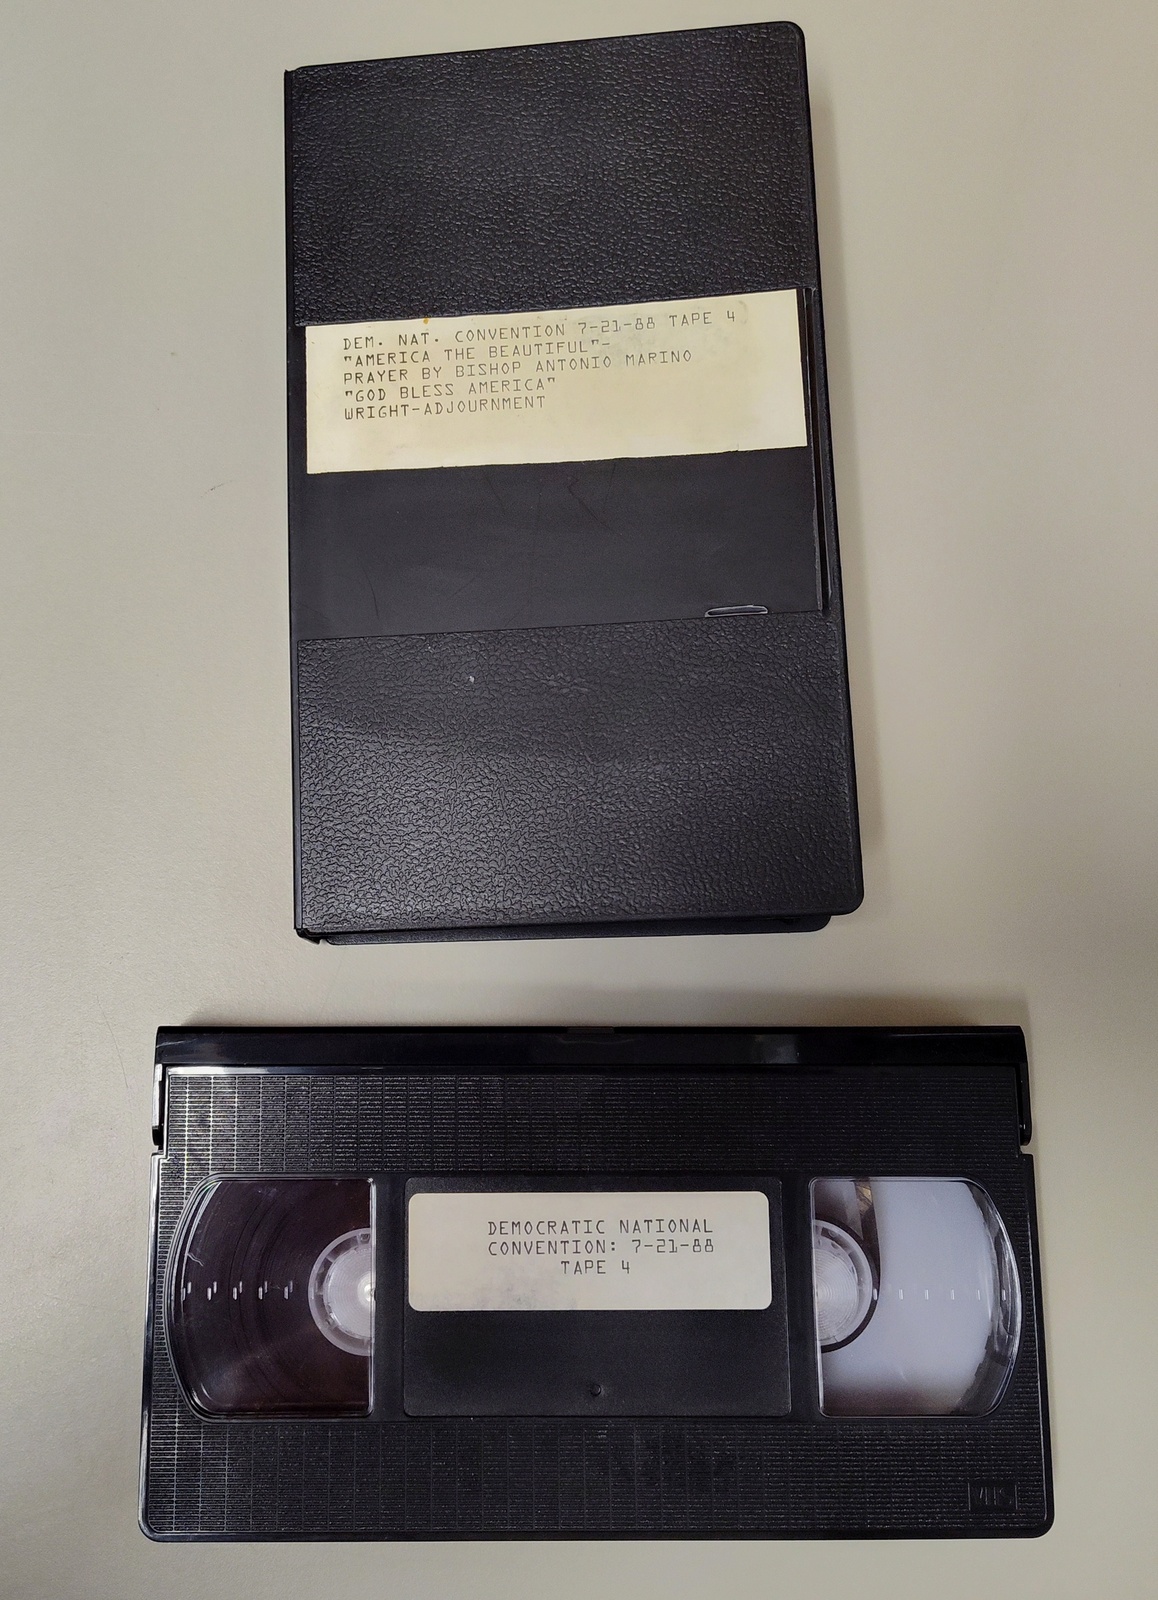 DEM. NAT. CONVENTION 7-21-88 TAPE 4
"AMERICA THE BEAUTIFUL"-
PRAYER BY BISHOP ANTONIO MARINO
"GOD BLESS AMERICA"
WRIGHT-ADJOURNMENT
DEMOCRATIC NATIONAL
CONVENTION: 7-21-88
TAPE 4
VHS